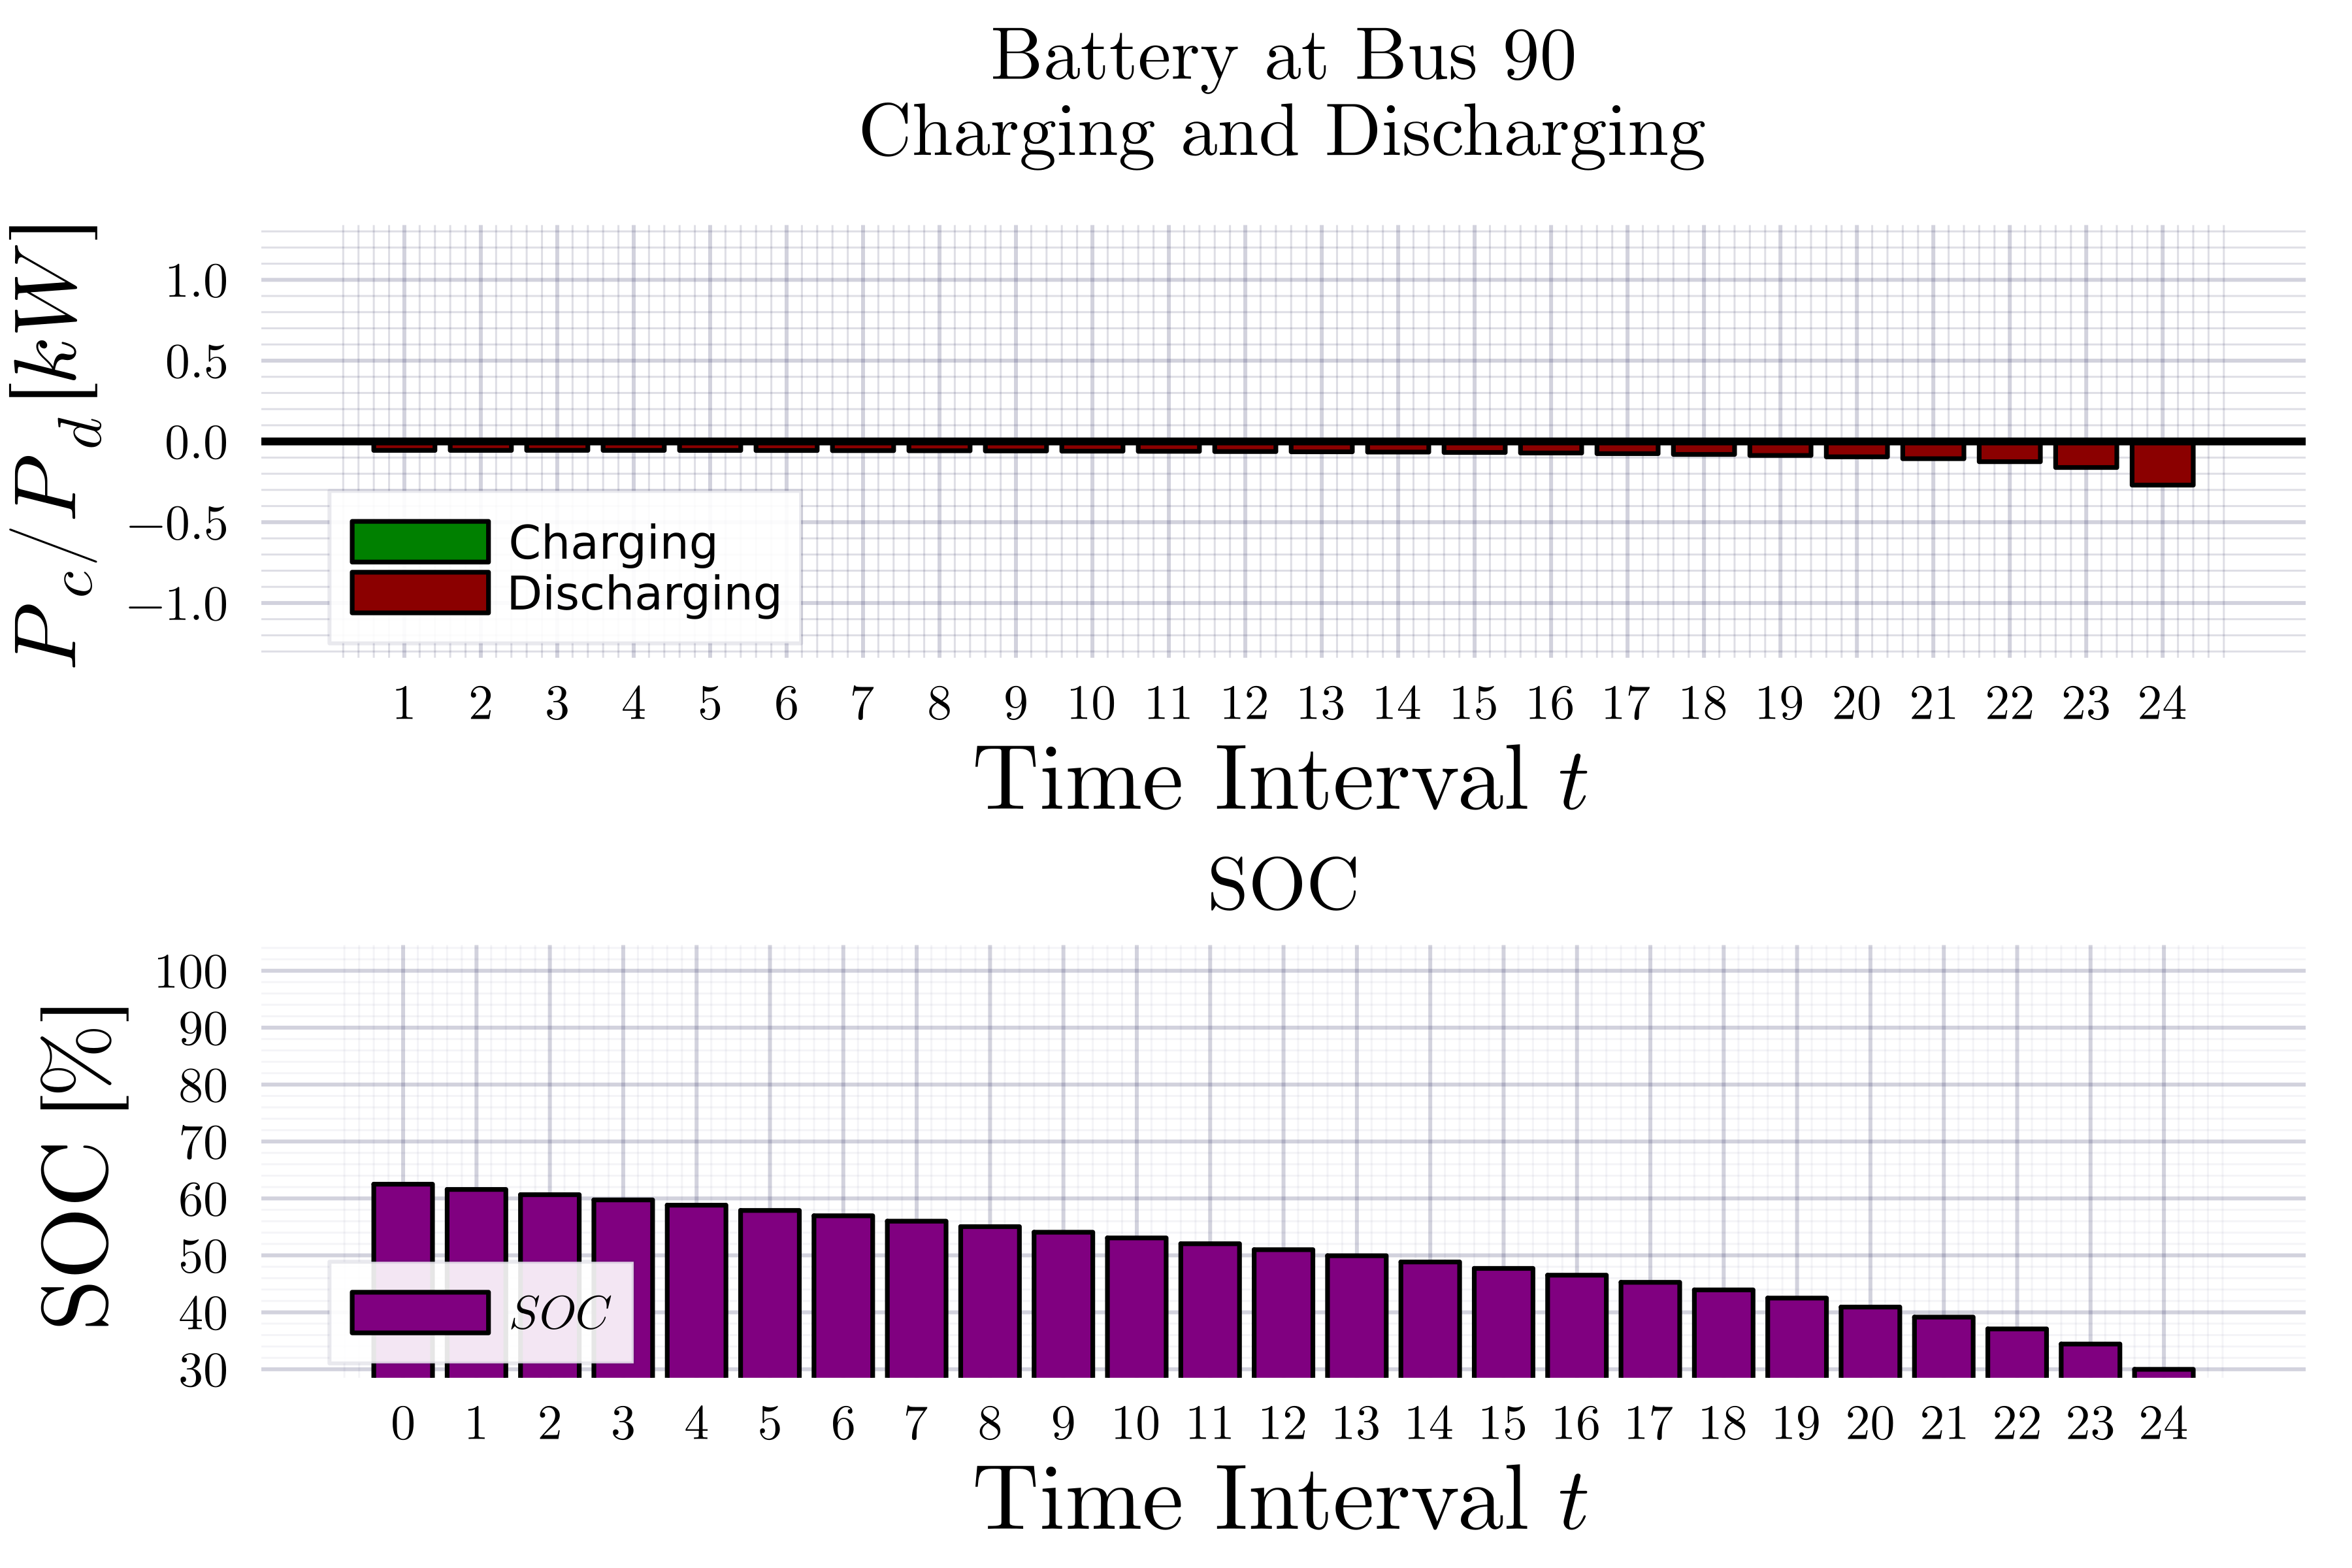 Battery at Bus 90
Charging and Discharging
P_c/P_d [kW]
1.0
0.5
0.0
−0.5
−1.0
Charging
Discharging
1 2 3 4 5 6 7 8 9 10 11 12 13 14 15 16 17 18 19 20 21 22 23 24
Time Interval t
SOC
SOC [%]
100
90
80
70
60
50
40
30
SOC
0 1 2 3 4 5 6 7 8 9 10 11 12 13 14 15 16 17 18 19 20 21 22 23 24
Time Interval t